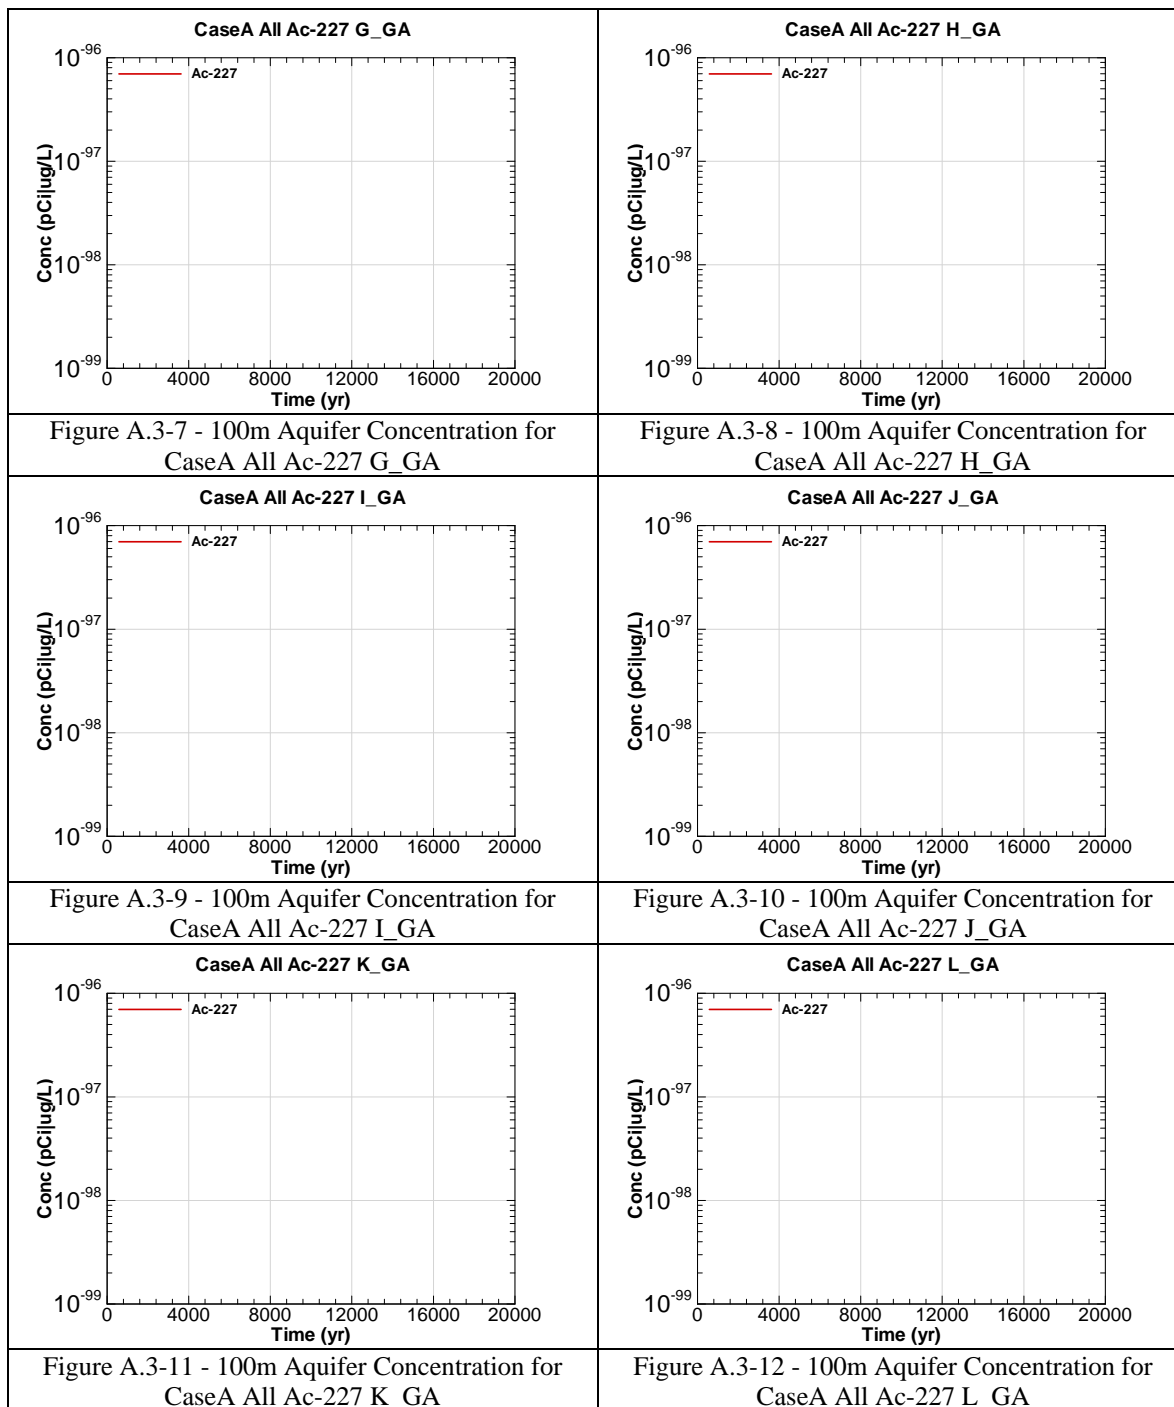 CaseA All Ac-227 G_GA
10-96
Ac-227
10-97
Conc (pCi|ug/L)
10-98
10-99
0 4000 8000 12000 16000 20000
Time (yr)
Figure A.3-7 - 100m Aquifer Concentration for
CaseA All Ac-227 G_GA
CaseA All Ac-227 H_GA
10-96
Ac-227
10-97
Conc (pCi|ug/L)
10-98
10-99
0 4000 8000 12000 16000 20000
Time (yr)
Figure A.3-8 - 100m Aquifer Concentration for
CaseA All Ac-227 H_GA
CaseA All Ac-227 I_GA
10-96
Ac-227
10-97
Conc (pCi|ug/L)
10-98
10-99
0 4000 8000 12000 16000 20000
Time (yr)
Figure A.3-9 - 100m Aquifer Concentration for
CaseA All Ac-227 I_GA
CaseA All Ac-227 J_GA
10-96
Ac-227
10-97
Conc (pCi|ug/L)
10-98
10-99
0 4000 8000 12000 16000 20000
Time (yr)
Figure A.3-10 - 100m Aquifer Concentration for
CaseA All Ac-227 J_GA
CaseA All Ac-227 K_GA
10-96
Ac-227
10-97
Conc (pCi|ug/L)
10-98
10-99
0 4000 8000 12000 16000 20000
Time (yr)
Figure A.3-11 - 100m Aquifer Concentration for
CaseA All Ac-227 K_GA
CaseA All Ac-227 L_GA
10-96
Ac-227
10-97
Conc (pCi|ug/L)
10-98
10-99
0 4000 8000 12000 16000 20000
Time (yr)
Figure A.3-12 - 100m Aquifer Concentration for
CaseA All Ac-227 L_GA